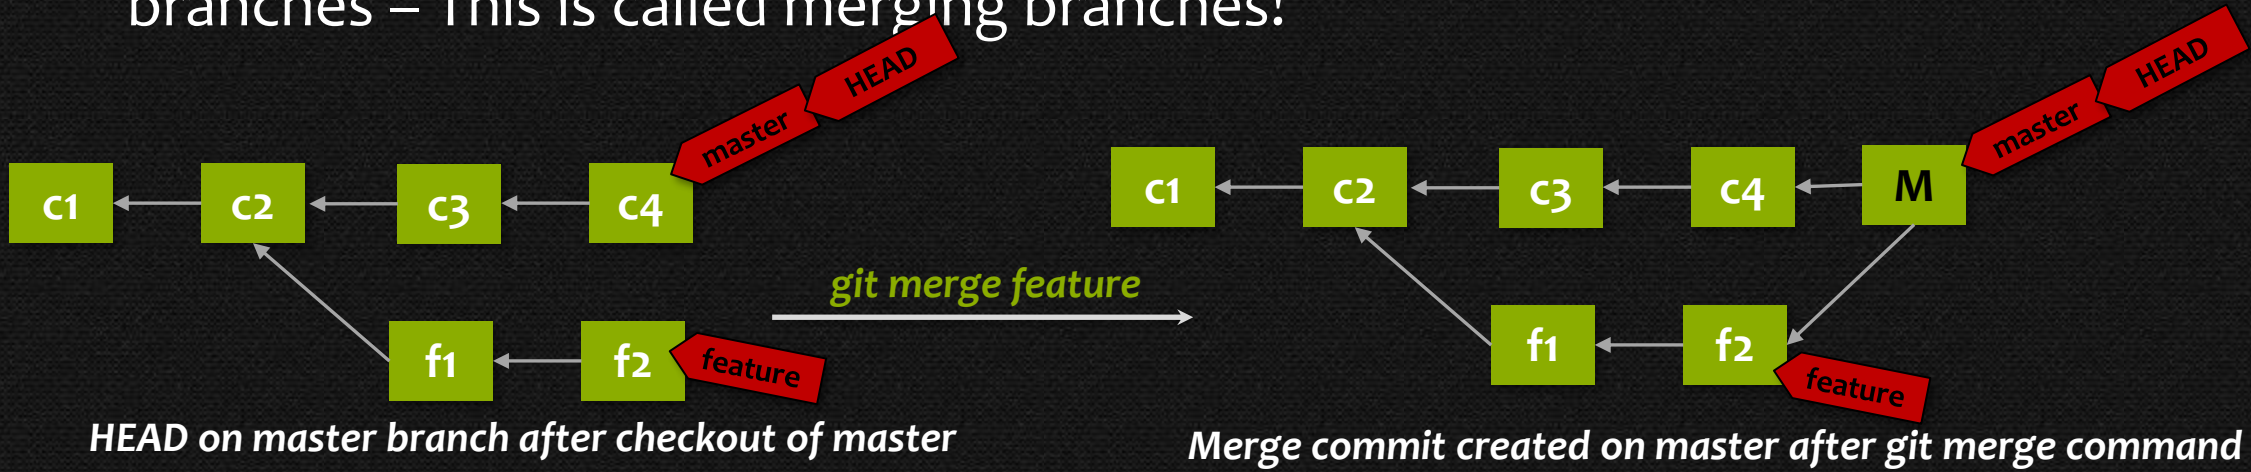 branches – This is called merging branches!
HEAD
master
c1
c2
c3
c4
f1
f2
feature
HEAD on master branch after checkout of master
git merge feature
HEAD
master
c1
c2
c3
c4
M
f1
f2
feature
Merge commit created on master after git merge command